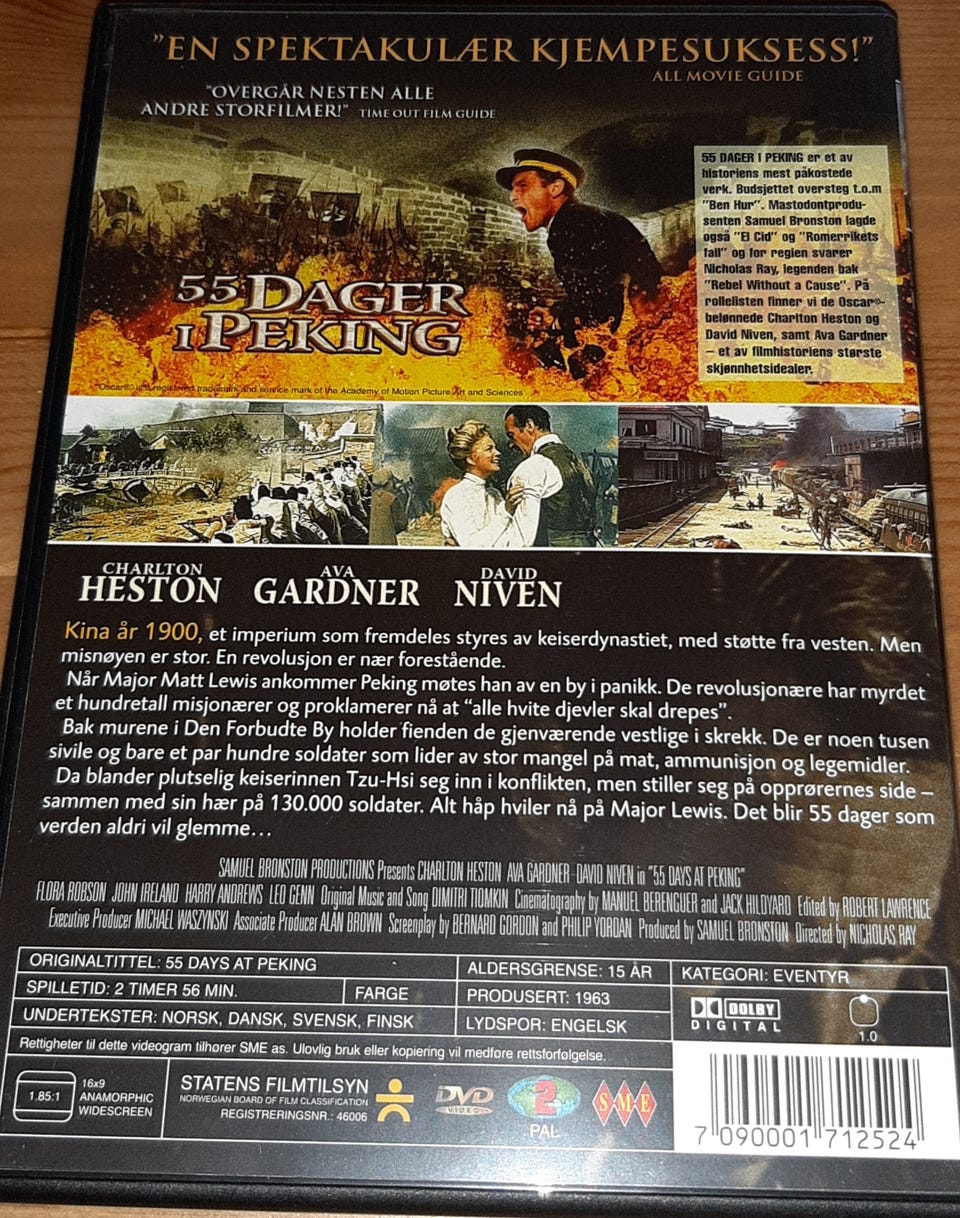 "EN SPEKTAKULÆR KJEMPESUKSESS!"
ALL MOVIE GUIDE
"OVERGÅR NESTEN ALLE
ANDRE STORFILMER!" TIME OUT FILM GUIDE
55 DAGER I PEKING er et av
historiens mest påkostede
verk. Budsjettet oversteg t.o.m
"Ben Hur". Mastodontprodu-
senten Samuel Bronston lagde
også "El Cid" og "Romerrikets
fall" og for regien svarer
Nicholas Ray, legenden bak
"Rebel Without a Cause". På
rollelisten finner vi de Oscar®-
belønnede Charlton Heston og
David Niven, samt Ava Gardner
– et av filmhistoriens største
skjønnhetsidealer.
55 DAGER
I PEKING
"Oscar® is a registered trademark and service mark of the Academy of Motion Picture Art and Sciences"
CHARLTON HESTON AVA GARDNER DAVID NIVEN
Kina år 1900, et imperium som fremdeles styres av keiserdynastiet, med støtte fra vesten. Men
misnøyen er stor. En revolusjon er nær forestående.
Når Major Matt Lewis ankommer Peking møtes han av en by i panikk. De revolusjonære har myrdet
et hundretall misjonærer og proklamerer nå at "alle hvite djevler skal drepes".
Bak murene i Den Forbudte By holder fienden de gjenværende vestlige i skrekk. De er noen tusen
sivile og bare et par hundre soldater som lider av stor mangel på mat, ammunisjon og legemidler.
Da blander plutselig keiserinnen Tzu-Hsi seg inn i konflikten, men stiller seg på opprørernes side –
sammen med sin hær på 130.000 soldater. Alt håp hviler nå på Major Lewis. Det blir 55 dager som
verden aldri vil glemme...
SAMUEL BRONSTON PRODUCTIONS Presents CHARLTON HESTON AVA GARDNER DAVID NIVEN in "55 DAYS AT PEKING"
FLORA ROBSON JOHN IRELAND HARRY ANDREWS LEO GENN Original Music and Song DIMITRI TIOMKIN Cinematography by MANUEL BERENGUER and JACK HILDYARD Edited by ROBERT LAWRENCE
Executive Producer MICHAEL WASZYNSKI Associate Producer ALAN BROWN Screenplay by BERNARD GORDON and PHILIP YORDAN Produced by SAMUEL BRONSTON Directed by NICHOLAS RAY
ORIGINALTITTEL: 55 DAYS AT PEKING
ALDERSGRENSE: 15 ÅR
KATEGORI: EVENTYR
SPILLETID: 2 TIMER 56 MIN.
FARGE
PRODUSERT: 1963
UNDERTEKSTER: NORSK, DANSK, SVENSK, FINSK
LYDSPOR: ENGELSK
DOLBY
DIGITAL
1.0
Rettigheter til dette videogram tilhører SME as. Ulovlig bruk eller kopiering vil medføre rettsforfølgelse.
1.85:1
16x9
ANAMORPHIC
WIDESCREEN
STATENS FILMTILSYN
NORWEGIAN BOARD OF FILM CLASSIFICATION
REGISTRERINGSNR.: 46006
DVD
VIDEO
2
PAL
SME
7 090001 712524